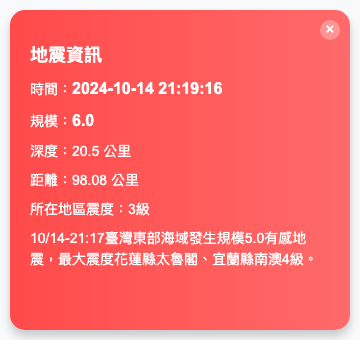 ×
地震資訊
時間：2024-10-14 21:19:16
規模：6.0
深度：20.5 公里
距離：98.08 公里
所在地區震度：3級
10/14-21:17臺灣東部海域發生規模5.0有感地
震，最大震度花蓮縣太魯閣、宜蘭縣南澳4級。